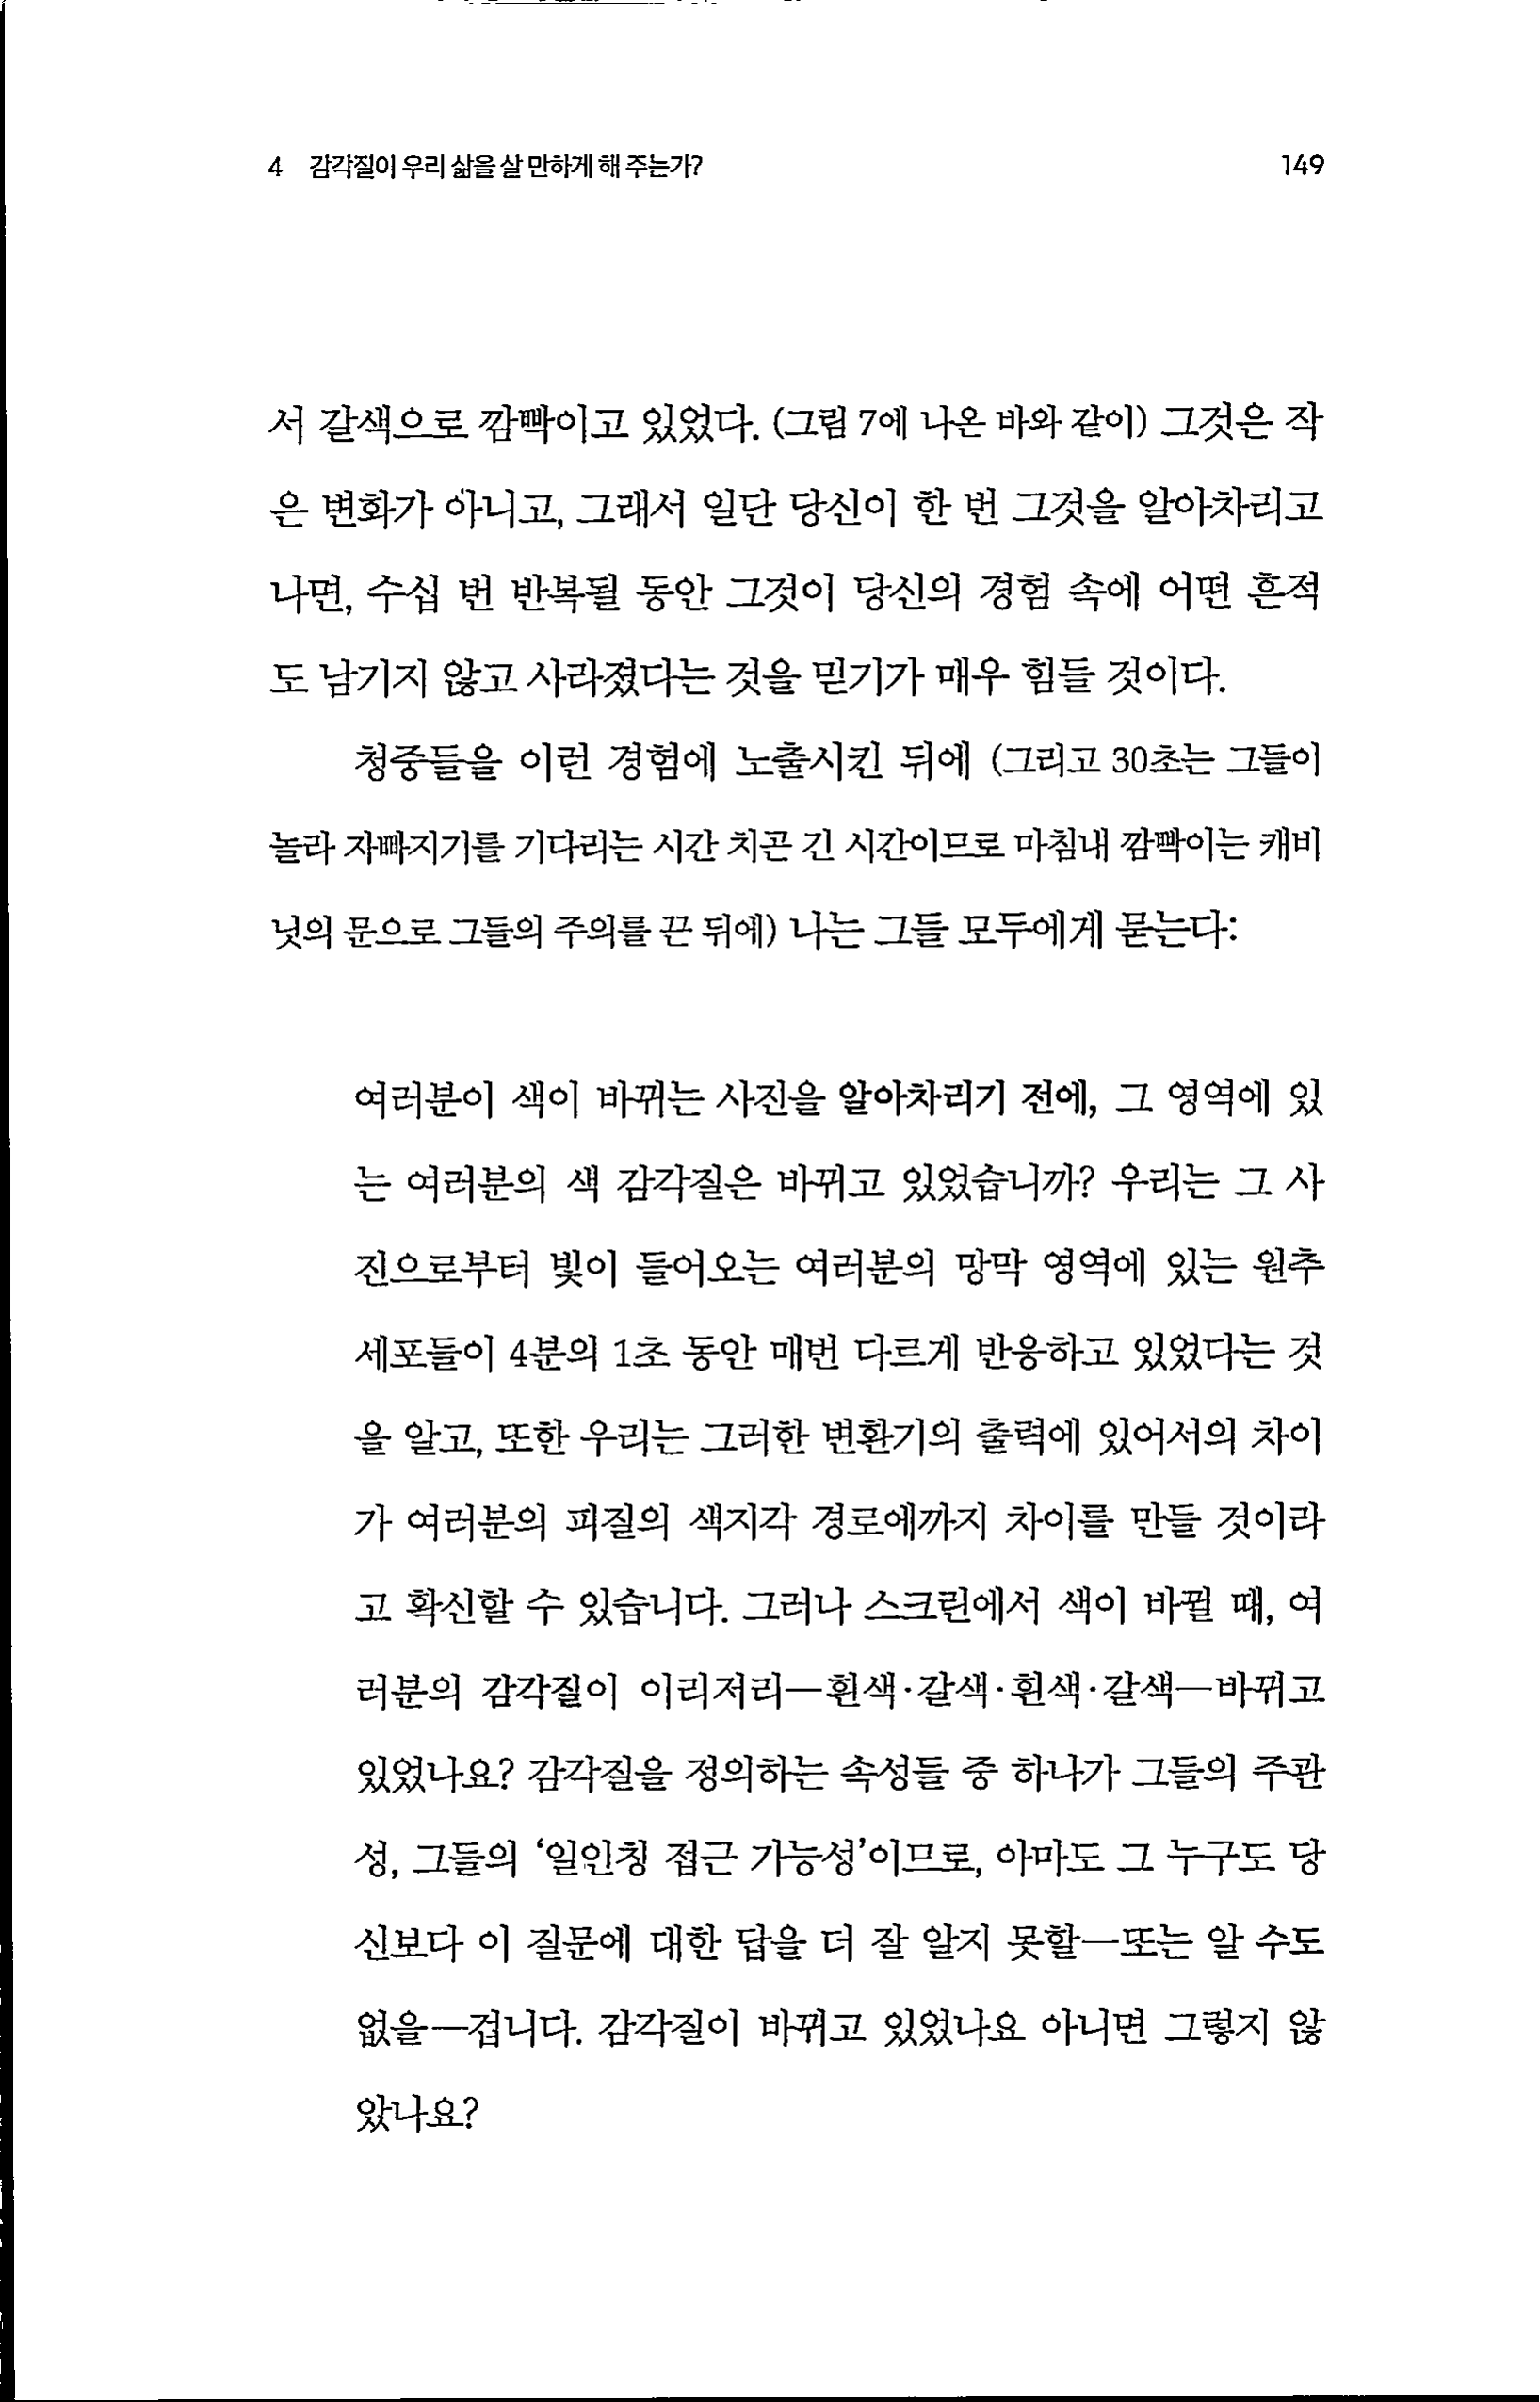 4 감각질이 우리 삶을 살 만하게 해 주는가? 149
서 갈색으로 깜빡이고 있었다. (그림 7에 나온 바와 같이) 그것은 작
은 변화가 아니고, 그래서 일단 당신이 한 번 그것을 알아차리고
나면, 수십 번 반복될 동안 그것이 당신의 경험 속에 어떤 흔적
도 남기지 않고 사라졌다는 것을 믿기가 매우 힘들 것이다.
청중들을 이런 경험에 노출시킨 뒤에 (그리고 30초는 그들이
놀라 자빠지기를 기다리는 시간 치곤 긴 시간이므로 마침내 깜빡이는 캐비
닛의 문으로 그들의 주의를 끈 뒤에) 나는 그들 모두에게 묻는다:
여러분이 색이 바뀌는 사진을 알아차리기 전에, 그 영역에 있
는 여러분의 색 감각질은 바뀌고 있었습니까? 우리는 그 사
진으로부터 빛이 들어오는 여러분의 망막 영역에 있는 원추
세포들이 4분의 1초 동안 매번 다르게 반응하고 있었다는 것
을 알고, 또한 우리는 그러한 변환기의 출력에 있어서의 차이
가 여러분의 피질의 색지각 경로에까지 차이를 만들 것이라
고 확신할 수 있습니다. 그러나 스크린에서 색이 바뀔 때, 여
러분의 감각질이 이리저리—흰색·갈색·흰색·갈색—바뀌고
있었나요? 감각질을 정의하는 속성들 중 하나가 그들의 주관
성, 그들의 ‘일인칭 접근 가능성’이므로, 아마도 그 누구도 당
신보다 이 질문에 대한 답을 더 잘 알지 못할—또는 알 수도
없을—겁니다. 감각질이 바뀌고 있었나요 아니면 그렇지 않
았나요?